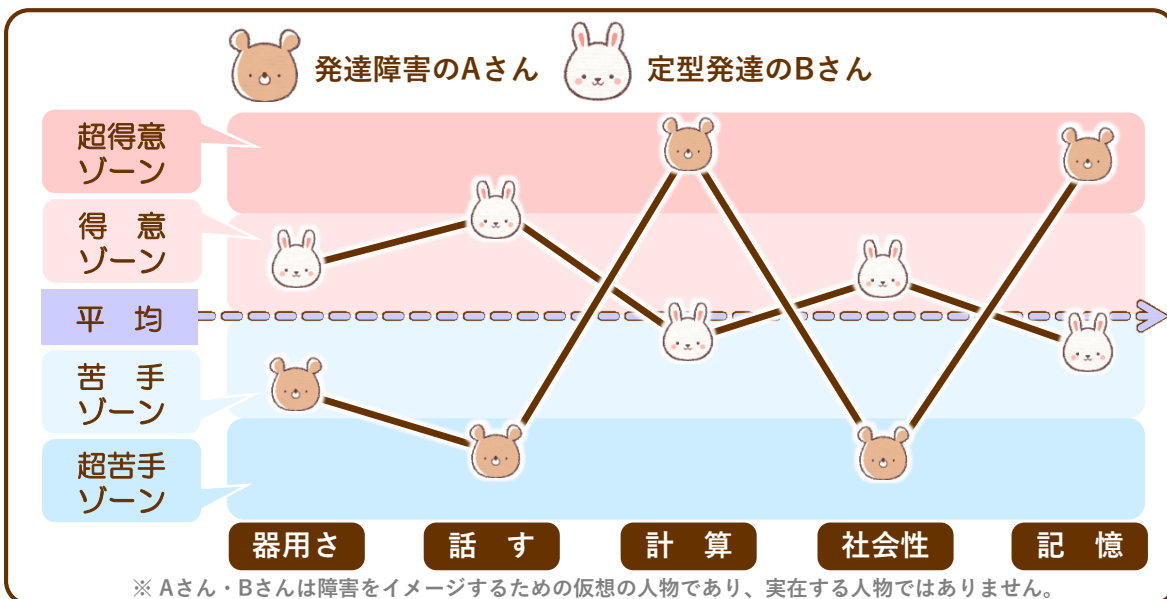 発達障害のAさん
定型発達のBさん
超得意
ゾーン
得 意
ゾーン
平 均
苦 手
ゾーン
超苦手
ゾーン
器用さ
話 す
計 算
社会性
記 憶
※ Aさん・Bさんは障害をイメージするための仮想の人物であり、実在する人物ではありません。